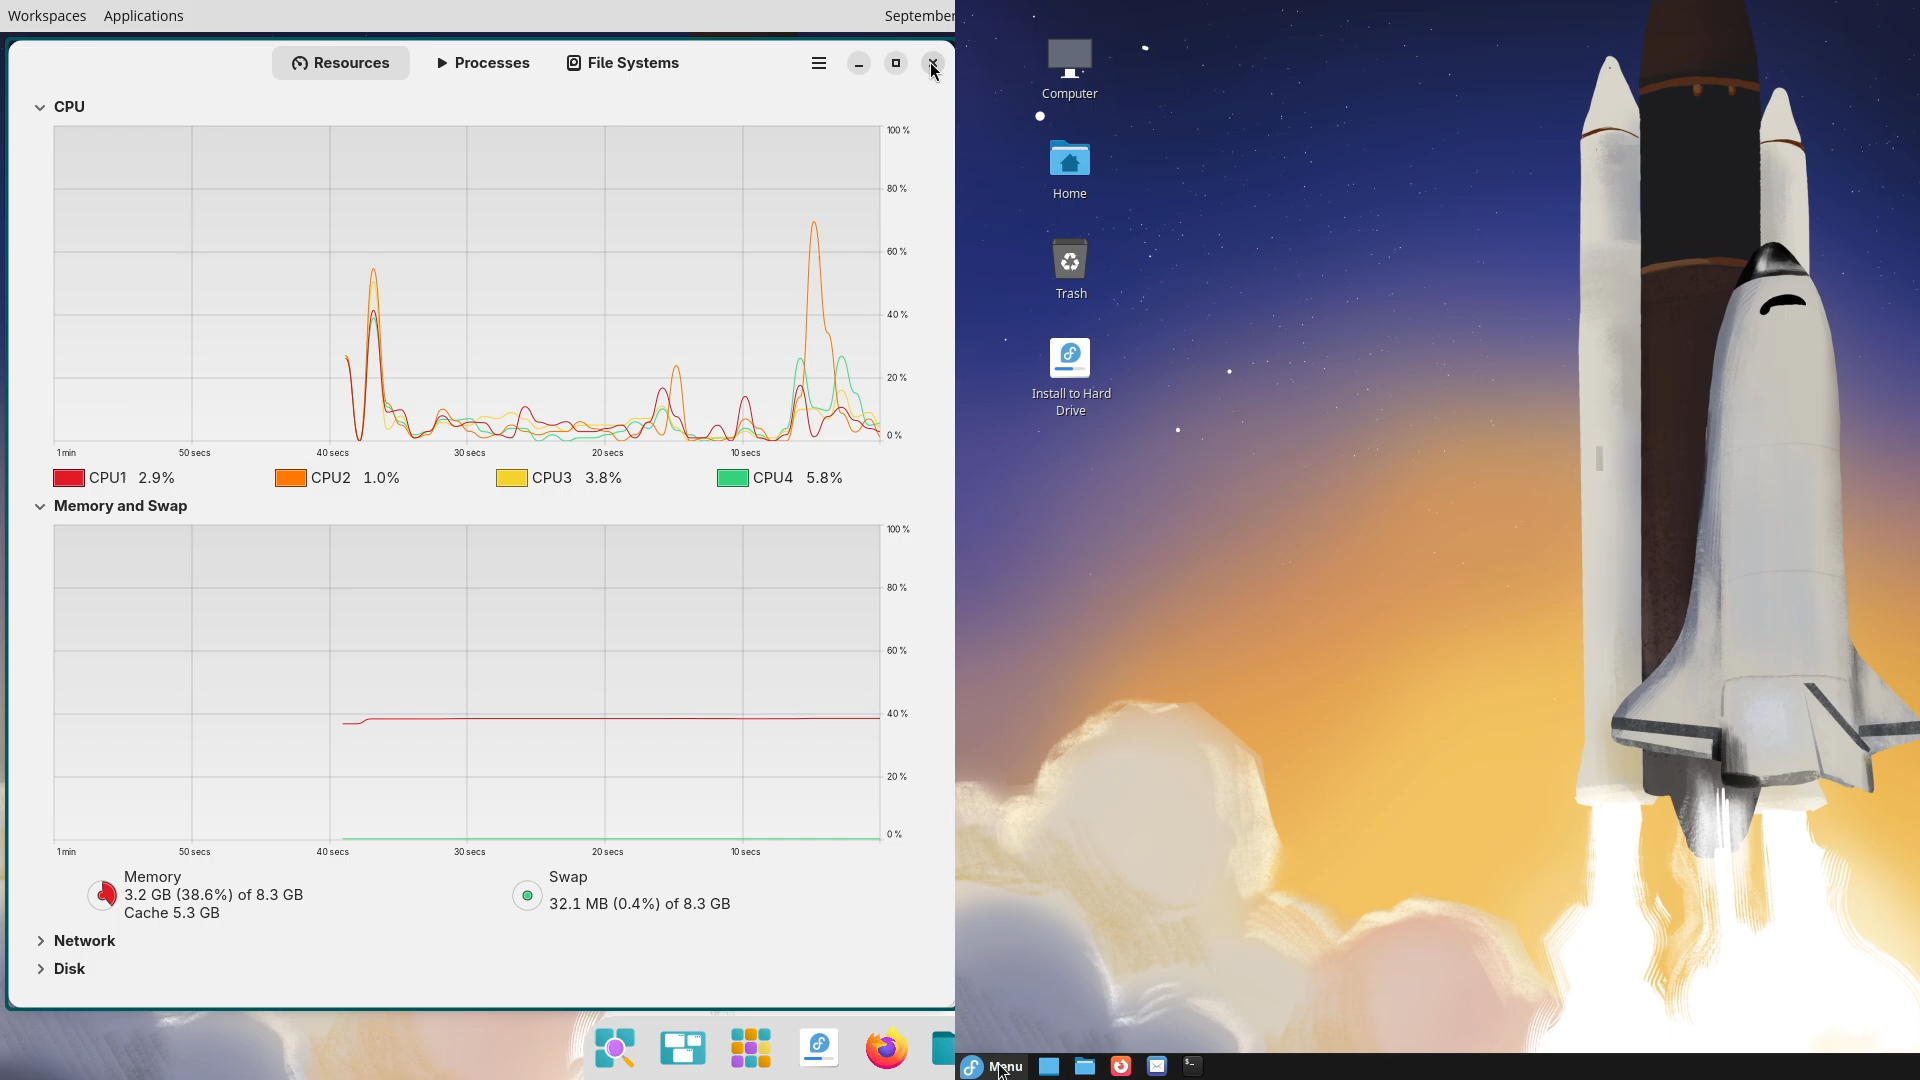 Workspaces Applications
September
Resources Processes File Systems
CPU
100 %
80 %
60 %
40 %
20 %
0 %
1 min 50 secs 40 secs 30 secs 20 secs 10 secs
CPU1 2.9% CPU2 1.0% CPU3 3.8% CPU4 5.8%
Memory and Swap
100 %
80 %
60 %
40 %
20 %
0 %
1 min 50 secs 40 secs 30 secs 20 secs 10 secs
Memory
3.2 GB (38.6%) of 8.3 GB
Cache 5.3 GB
Swap
32.1 MB (0.4%) of 8.3 GB
Network
Disk
Computer
Home
Trash
Install to Hard
Drive
Menu